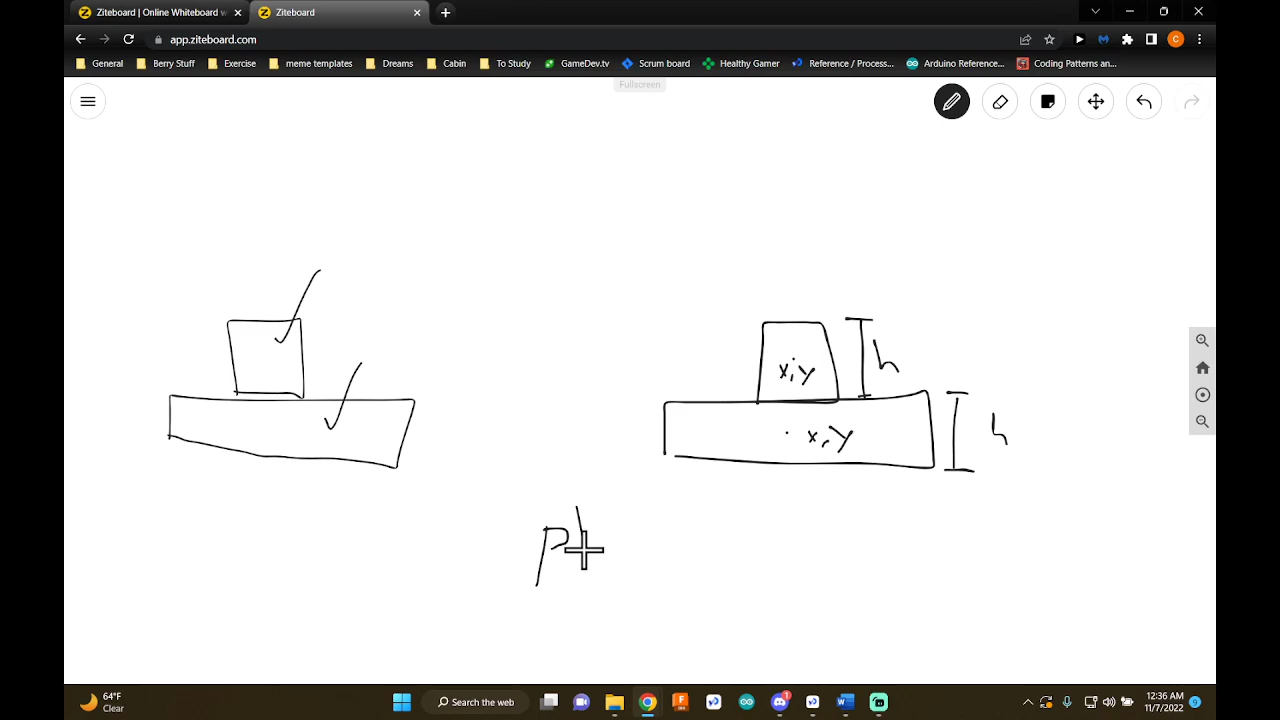 Ziteboard | Online Whiteboard w
Ziteboard
app.ziteboard.com
General
Berry Stuff
Exercise
meme templates
Dreams
Cabin
To Study
GameDev.tv
Scrum board
Healthy Gamer
Reference / Process...
Arduino Reference...
Coding Patterns an...
C
Fullscreen
x,y
h
x,y
h
P
64°F
Clear
Search the web
1
12:36 AM
11/7/2022
9